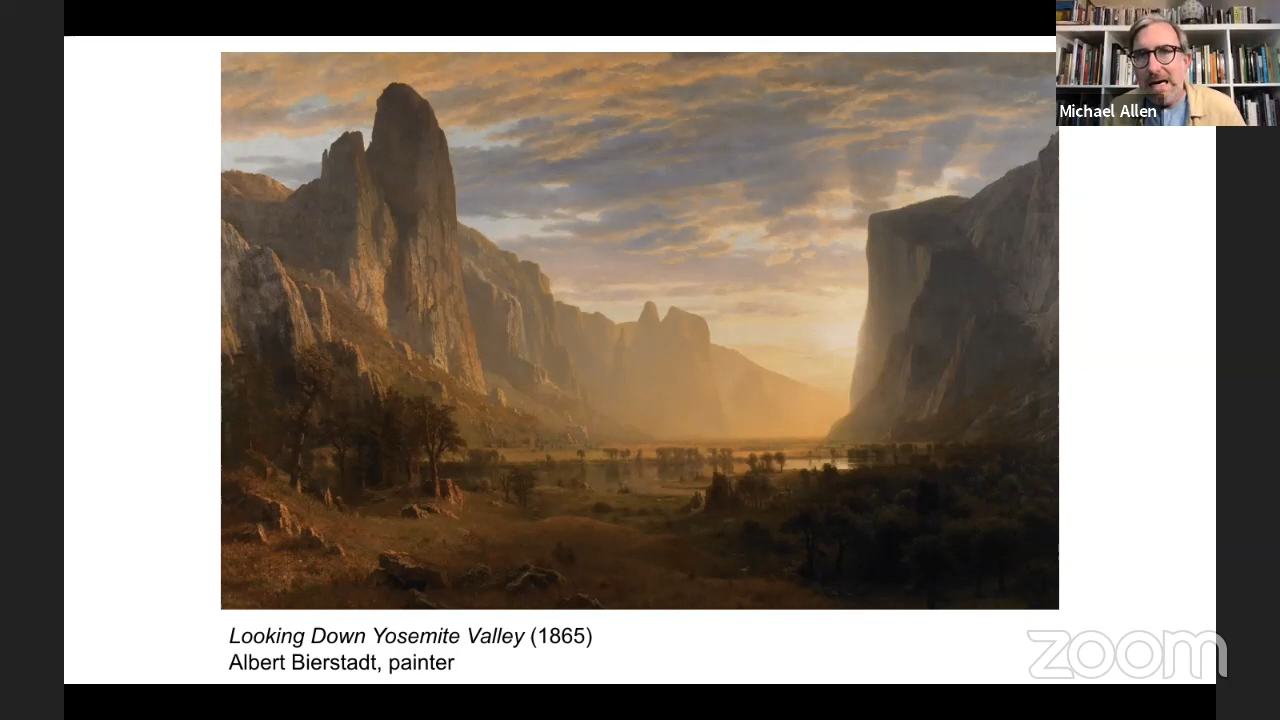 Michael Allen
Looking Down Yosemite Valley (1865)
Albert Bierstadt, painter
zoom